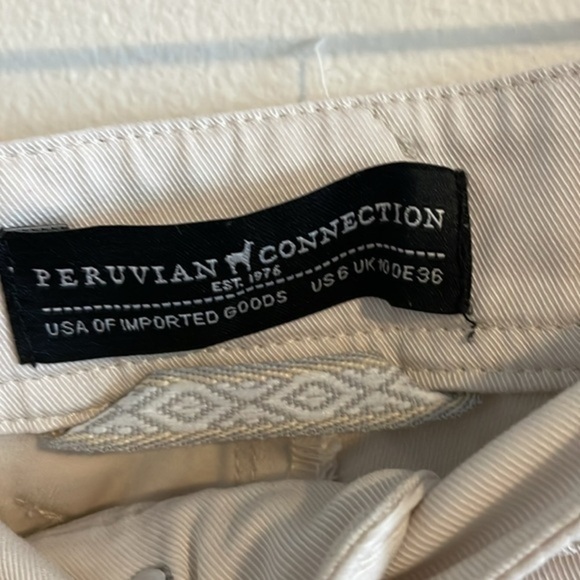 PERUVIAN CONNECTION
EST. 1976
USA OF IMPORTED GOODS US 6 UK 10 DE 36